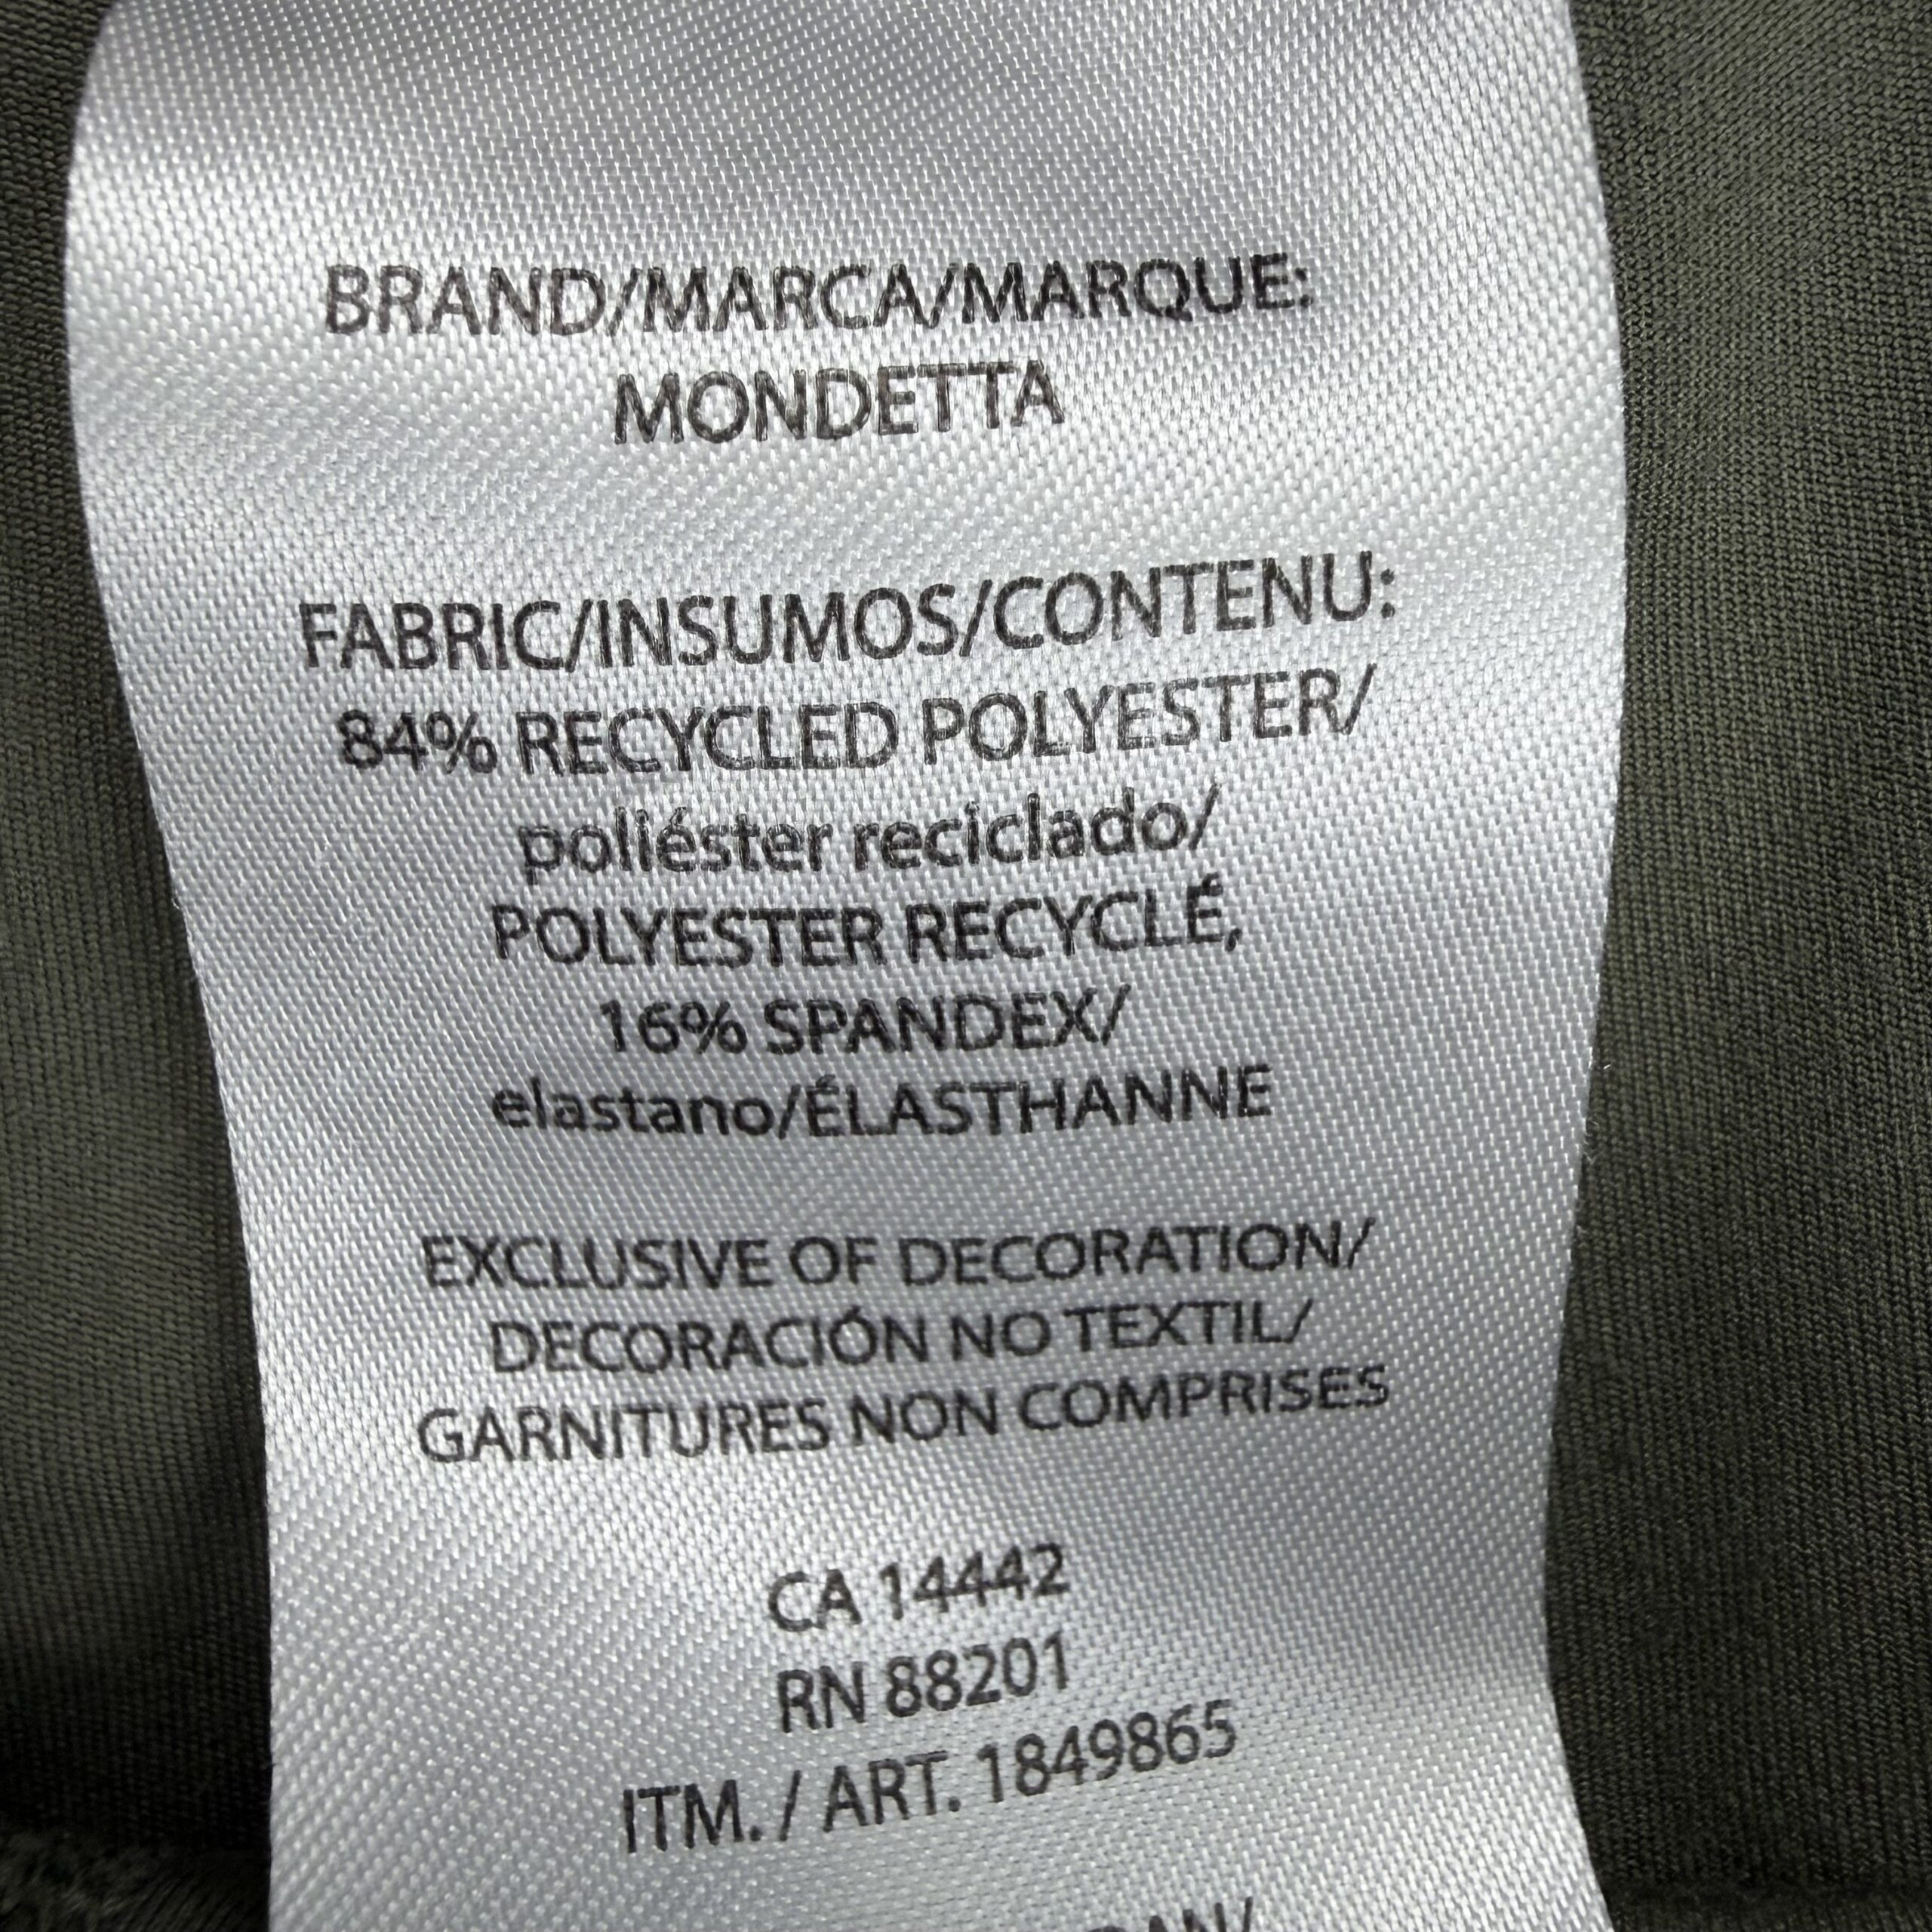 BRAND/MARCA/MARQUE:
MONDETTA
FABRIC/INSUMOS/CONTENU:
84% RECYCLED POLYESTER/
poliéster reciclado/
POLYESTER RECYCLÉ,
16% SPANDEX/
elastano/ÉLASTHANNE
EXCLUSIVE OF DECORATION/
DECORACIÓN NO TEXTIL/
GARNITURES NON COMPRISES
CA 14442
RN 88201
ITM. / ART. 1849865